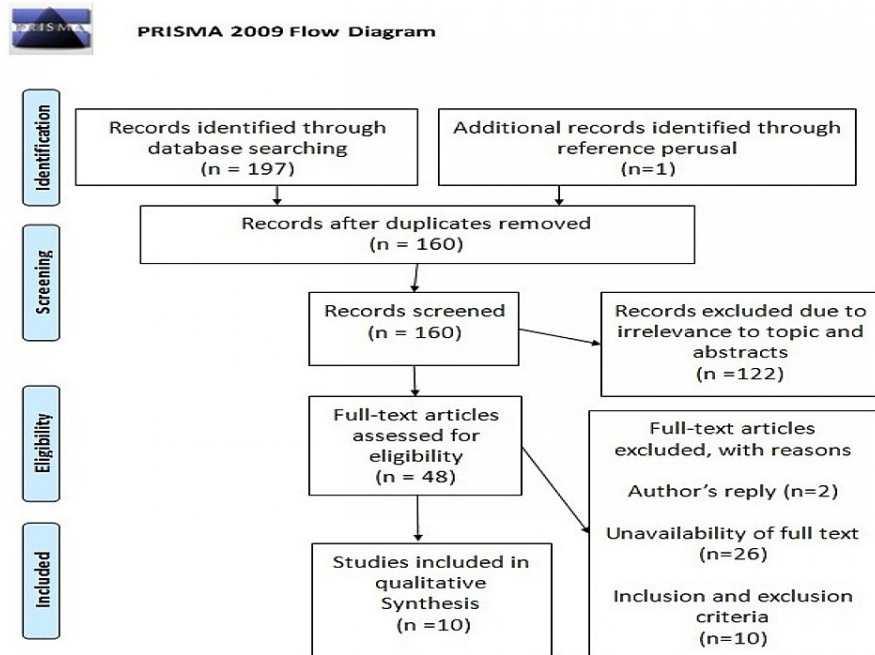 PRISMA
PRISMA 2009 Flow Diagram
Identification
Records identified through
database searching
(n = 197)
Additional records identified through
reference perusal
(n=1)
Records after duplicates removed
(n = 160)
Screening
Records screened
(n = 160)
Records excluded due to
irrelevance to topic and
abstracts
(n =122)
Eligibility
Full-text articles
assessed for
eligibility
(n = 48)
Full-text articles
excluded, with reasons
Author's reply (n=2)
Unavailability of full text
(n=26)
Inclusion and exclusion
criteria
(n=10)
Included
Studies included in
qualitative
Synthesis
(n =10)